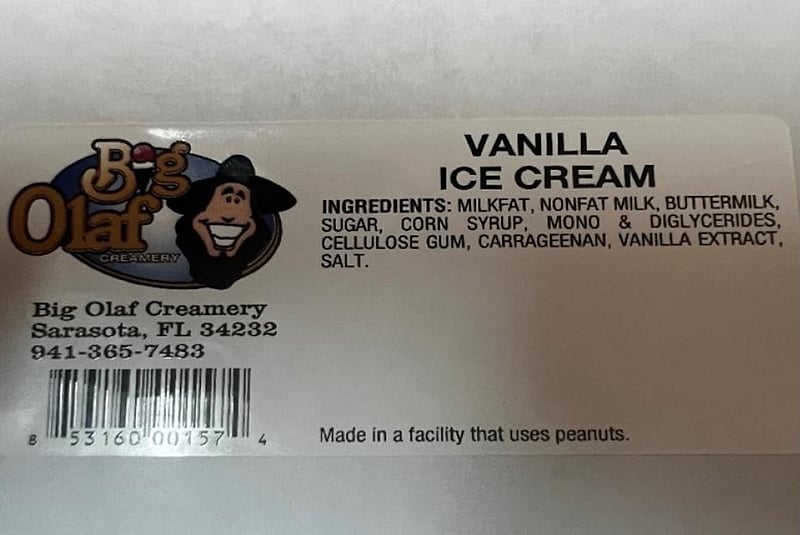 Big
Olaf
CREAMERY
Big Olaf Creamery
Sarasota, FL 34232
941-365-7483
8 53160 00157 4
VANILLA
ICE CREAM
INGREDIENTS: MILKFAT, NONFAT MILK, BUTTERMILK,
SUGAR, CORN SYRUP, MONO & DIGLYCERIDES,
CELLULOSE GUM, CARRAGEENAN, VANILLA EXTRACT,
SALT.
Made in a facility that uses peanuts.